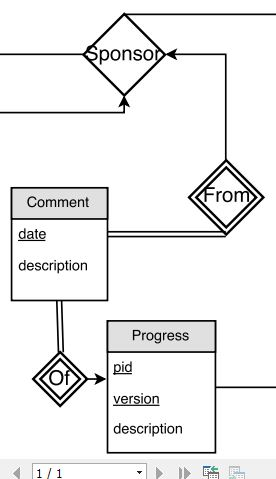 Sponsor
From
Comment
date
description
Of
Progress
pid
version
description
1 / 1